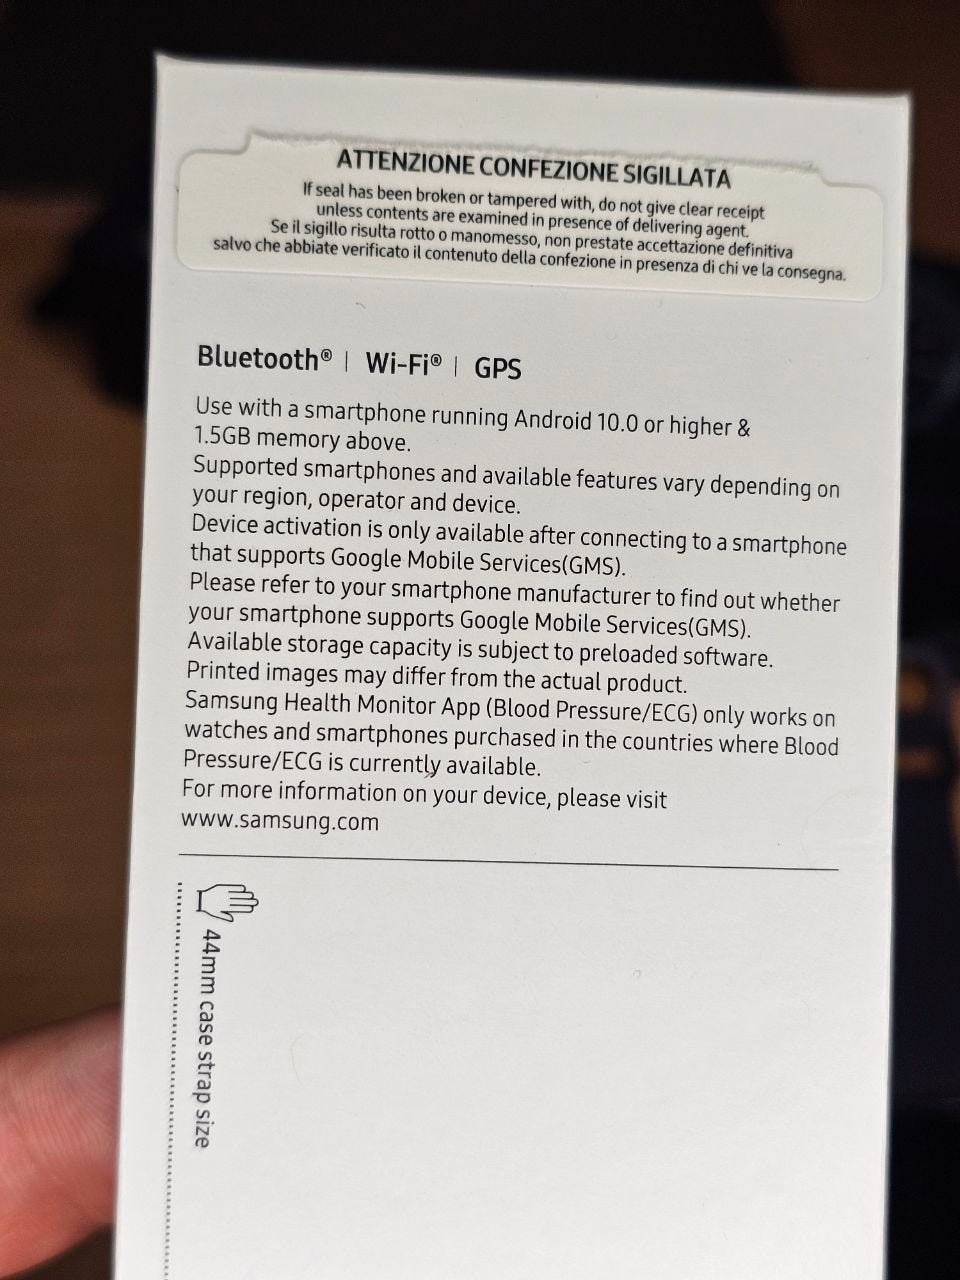 ATTENZIONE CONFEZIONE SIGILLATA
If seal has been broken or tampered with, do not give clear receipt
unless contents are examined in presence of delivering agent.
Se il sigillo risulta rotto o manomesso, non prestate accettazione definitiva
salvo che abbiate verificato il contenuto della confezione in presenza di chi ve la consegna.
Bluetooth® | Wi-Fi® | GPS
Use with a smartphone running Android 10.0 or higher &
1.5GB memory above.
Supported smartphones and available features vary depending on
your region, operator and device.
Device activation is only available after connecting to a smartphone
that supports Google Mobile Services(GMS).
Please refer to your smartphone manufacturer to find out whether
your smartphone supports Google Mobile Services(GMS).
Available storage capacity is subject to preloaded software.
Printed images may differ from the actual product.
Samsung Health Monitor App (Blood Pressure/ECG) only works on
watches and smartphones purchased in the countries where Blood
Pressure/ECG is currently available.
For more information on your device, please visit
www.samsung.com
44mm case strap size